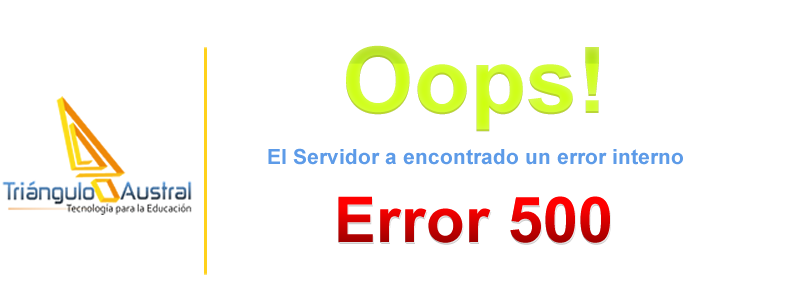 Triángulo Austral
Tecnología para la Educación
Oops!
El Servidor a encontrado un error interno
Error 500